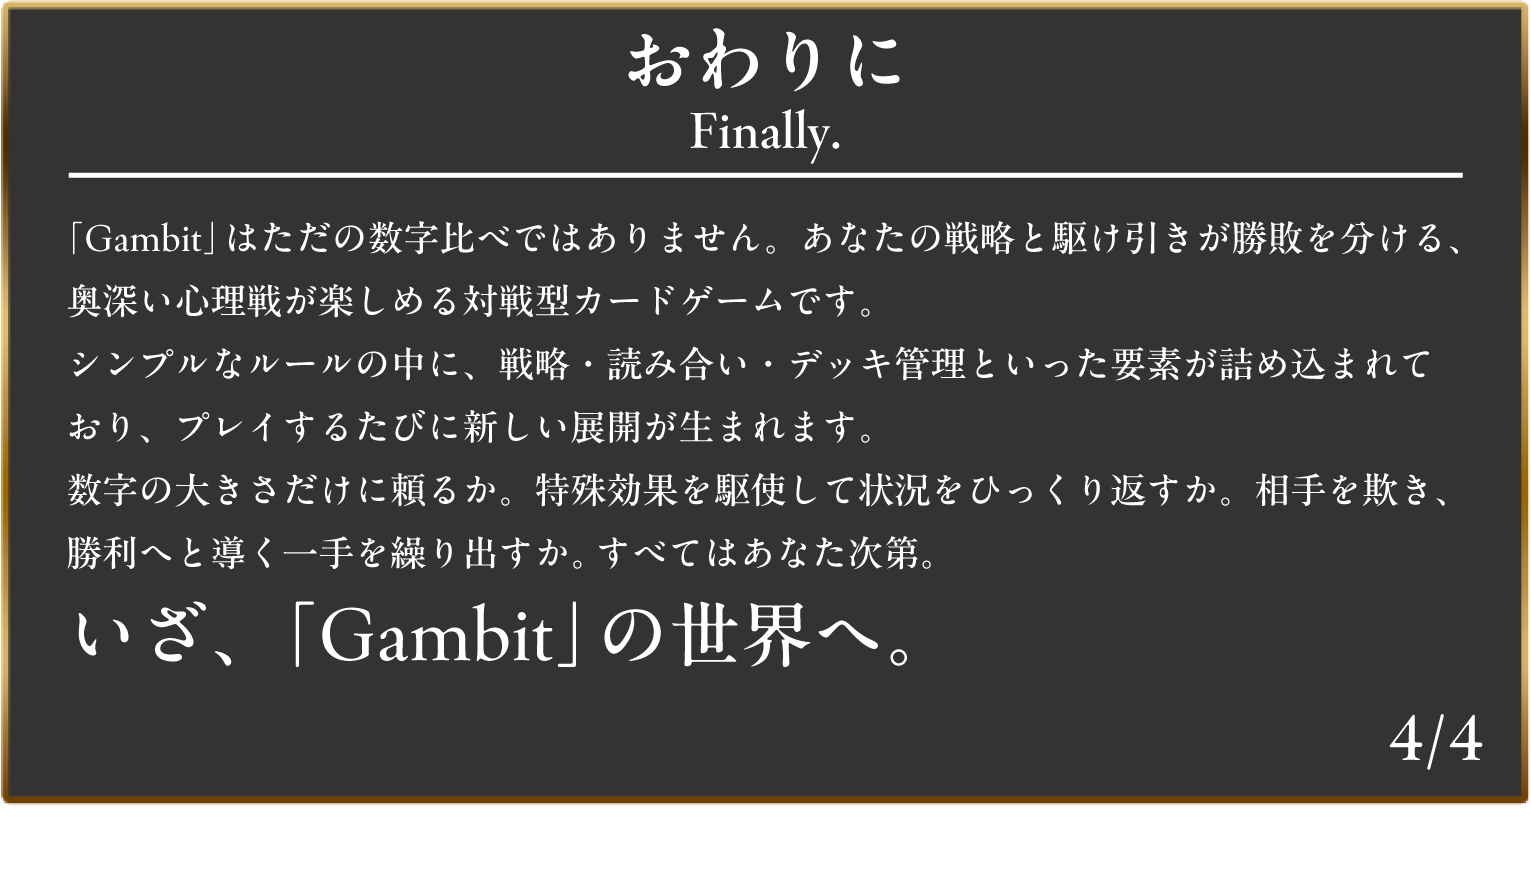 おわりに
Finally.
「Gambit」はただの数字比べではありません。あなたの戦略と駆け引きが勝敗を分ける、
奥深い心理戦が楽しめる対戦型カードゲームです。
シンプルなルールの中に、戦略・読み合い・デッキ管理といった要素が詰め込まれて
おり、プレイするたびに新しい展開が生まれます。
数字の大きさだけに頼るか。特殊効果を駆使して状況をひっくり返すか。相手を欺き、
勝利へと導く一手を繰り出すか。すべてはあなた次第。
いざ、「Gambit」の世界へ。
4/4